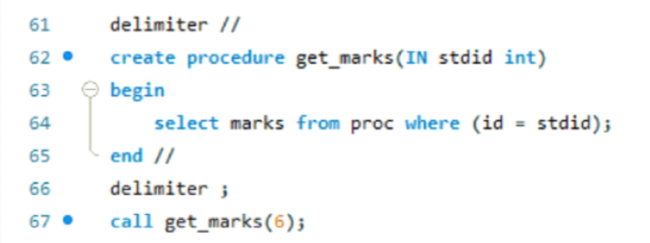 61 delimiter //
62 create procedure get_marks(IN stdid int)
63 begin
64 select marks from proc where (id = stdid);
65 end //
66 delimiter ;
67 call get_marks(6);